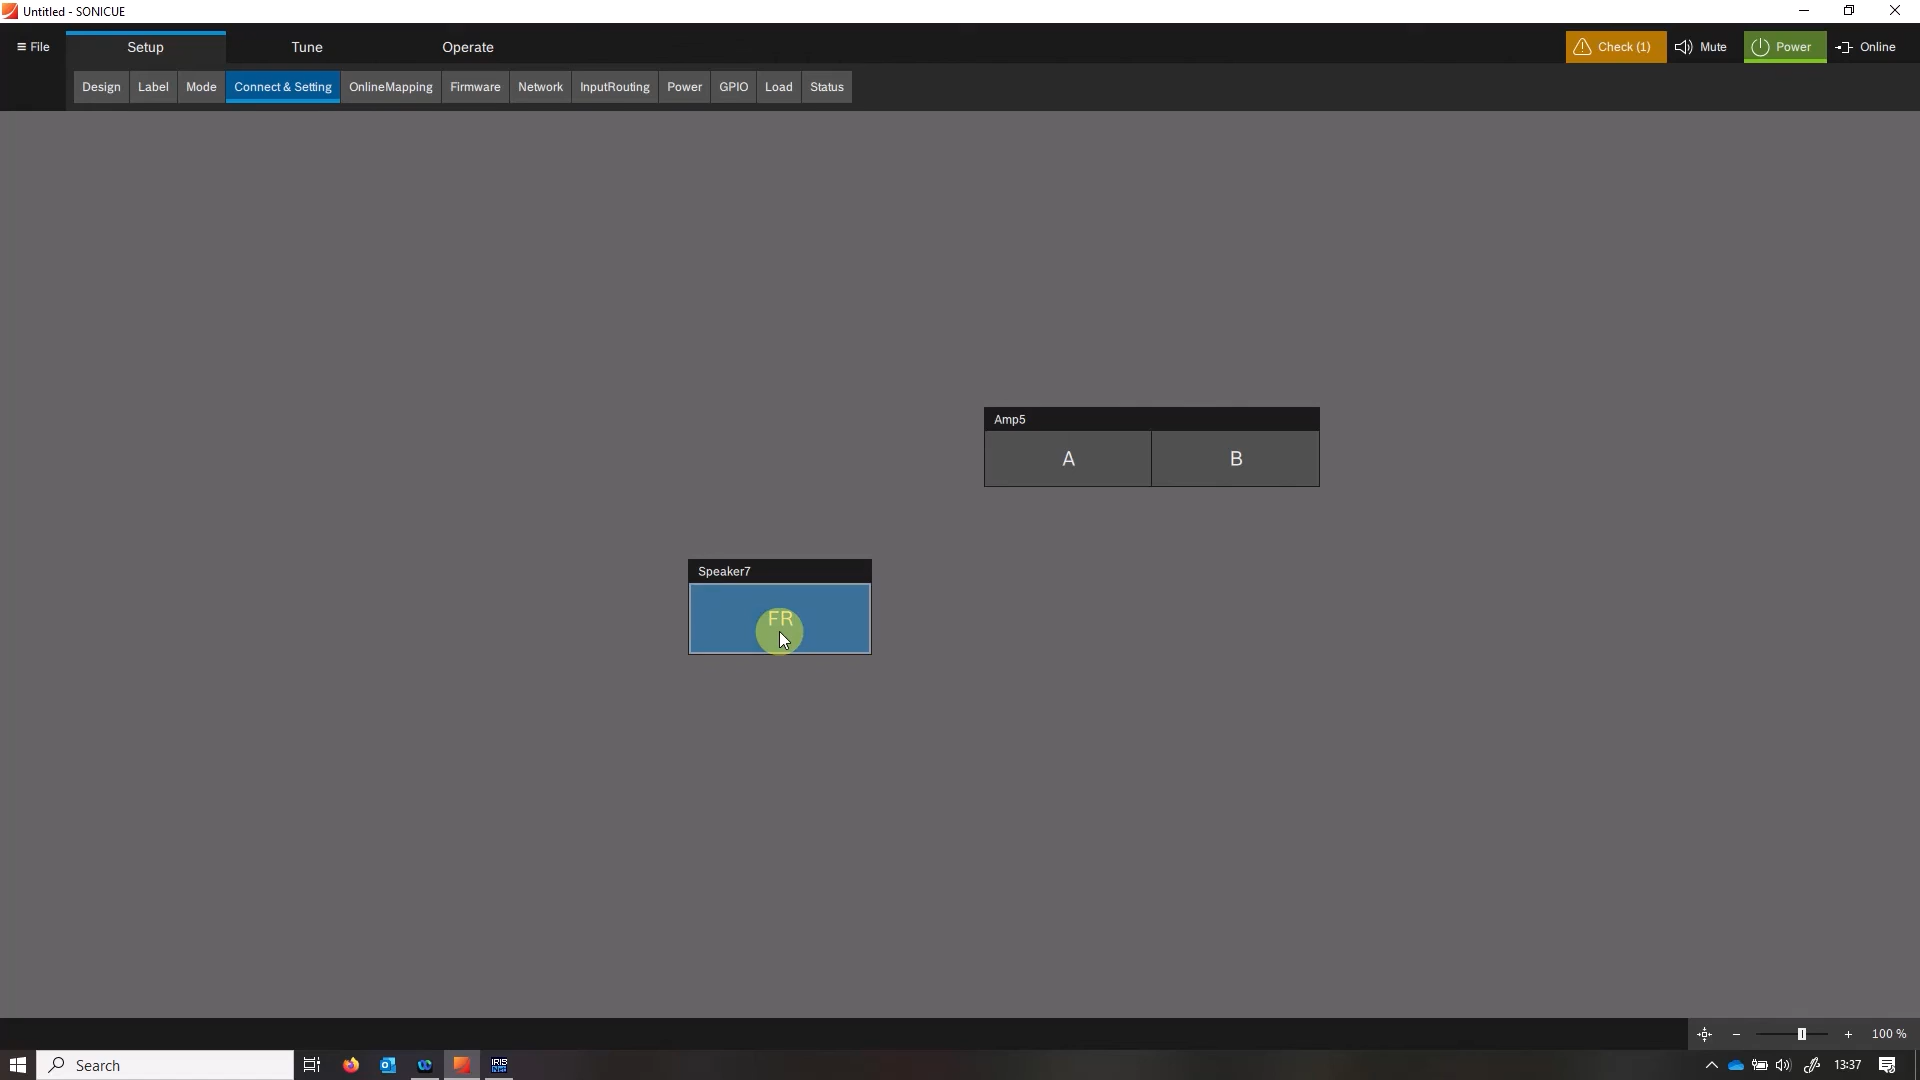 Untitled - SONICUE
≡ File
Setup
Tune
Operate
Check (1)
Mute
Power
Online
Design
Label
Mode
Connect & Setting
OnlineMapping
Firmware
Network
InputRouting
Power
GPIO
Load
Status
Amp5
A
B
Speaker7
FR
100 %
Search
IRIS
13:37